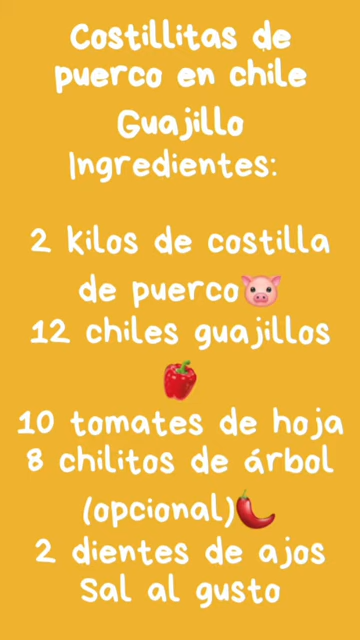 Costillitas de
puerco en chile
Guajillo
Ingredientes:
2 kilos de costilla
de puerco🐷
12 chiles guajillos
10 tomates de hoja
8 chilitos de árbol
(opcional)🌶️
2 dientes de ajos
Sal al gusto